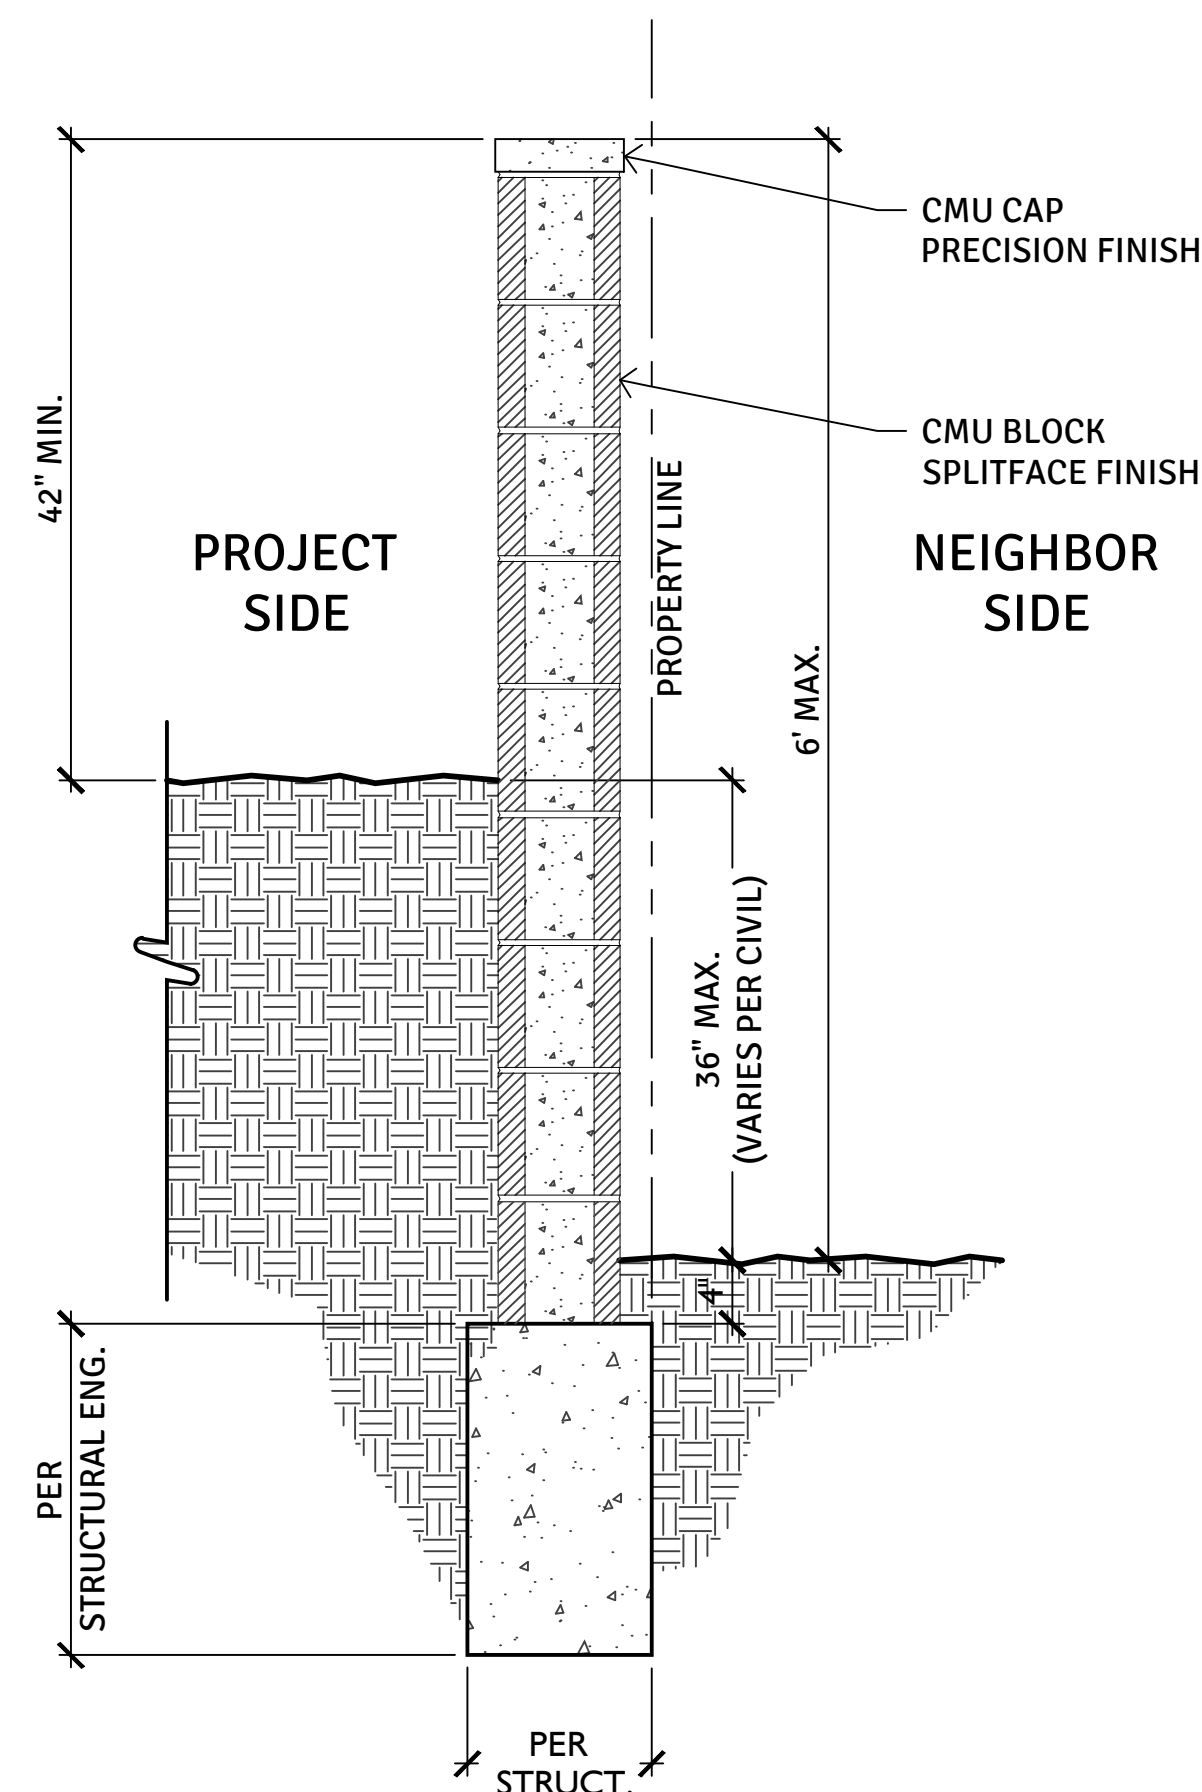 CMU CAP
PRECISION FINISH
CMU BLOCK
SPLITFACE FINISH
42" MIN.
PROJECT
SIDE
PROPERTY LINE
NEIGHBOR
SIDE
6' MAX.
36" MAX.
(VARIES PER CIVIL)
4"
PER
STRUCTURAL ENG.
PER
STRUCT.